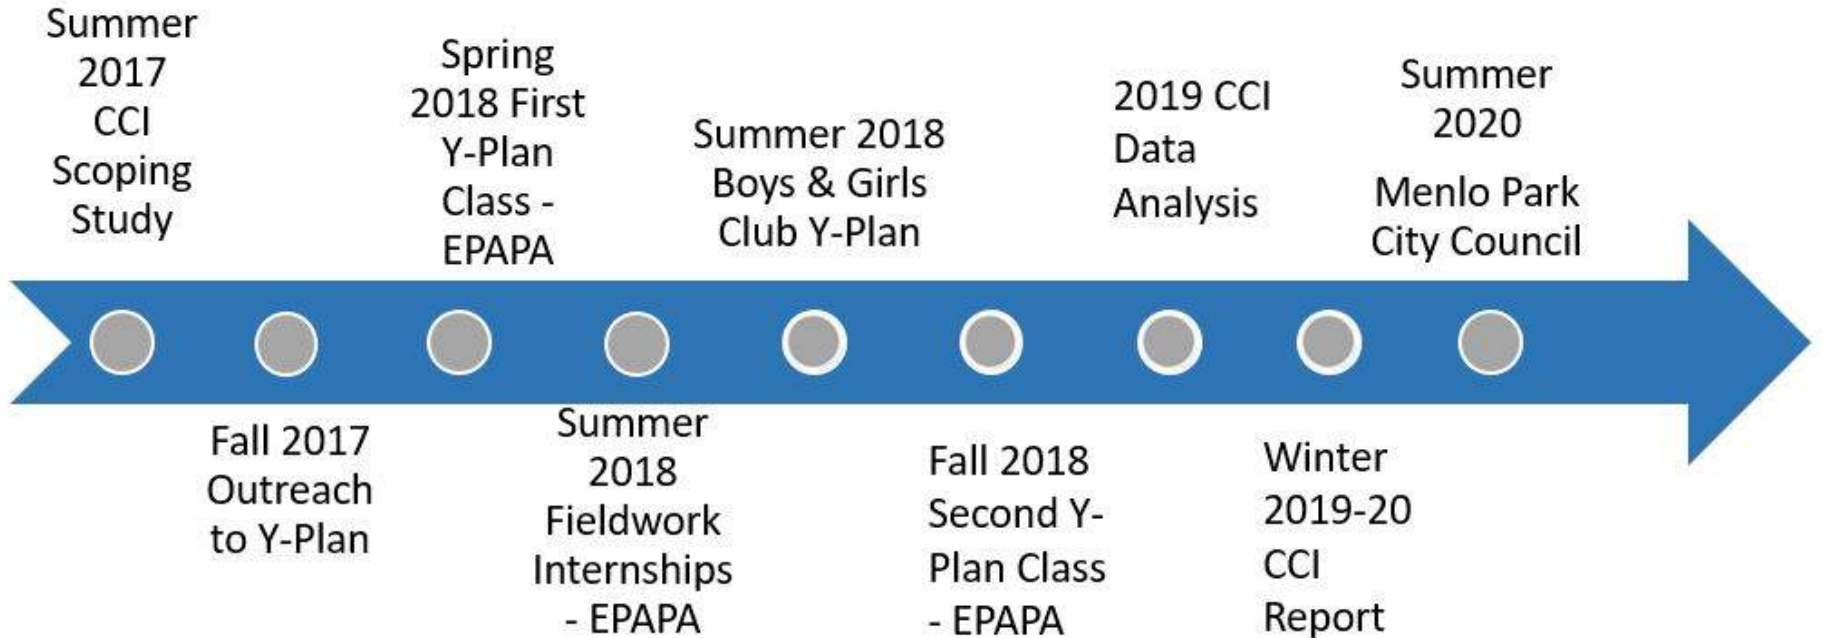 Summer
2017
CCI
Scoping
Study
Fall 2017
Outreach
to Y-Plan
Spring
2018 First
Y-Plan
Class -
EPAPA
Summer
2018
Fieldwork
Internships
- EPAPA
Summer 2018
Boys & Girls
Club Y-Plan
Fall 2018
Second Y-
Plan Class
- EPAPA
2019 CCI
Data
Analysis
Winter
2019-20
CCI
Report
Summer
2020
Menlo Park
City Council